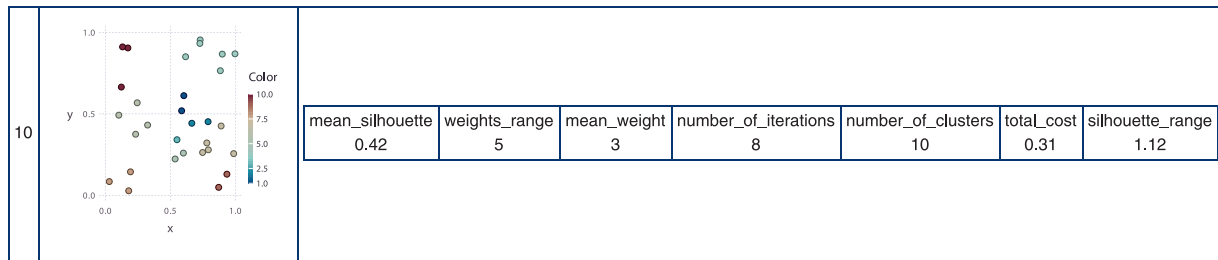 10
1.0
0.5
0.0
y
0.0 0.5 1.0
x
Color
10.0
7.5
5.0
2.5
1.0
mean_silhouette weights_range mean_weight number_of_iterations number_of_clusters total_cost silhouette_range
0.42 5 3 8 10 0.31 1.12